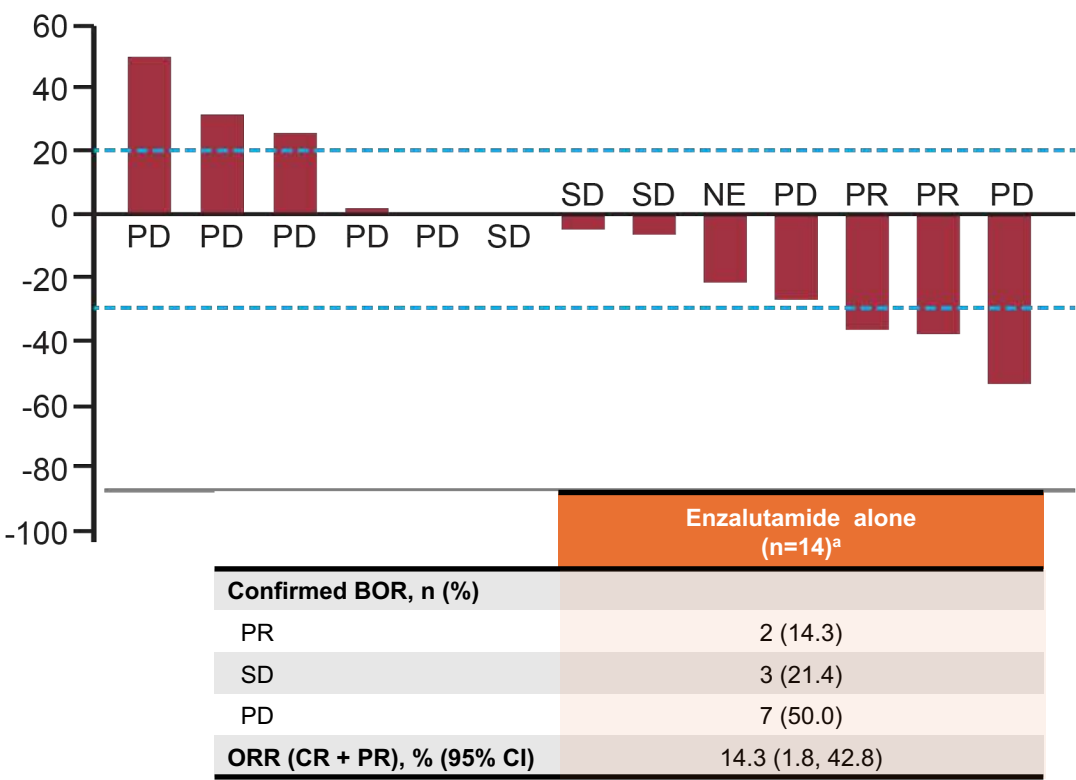 60
40
20
0
-20
-40
-60
-80
-100
SD SD NE PD PR PR PD
PD PD PD PD PD SD
Enzalutamide alone
(n=14)ª
Confirmed BOR, n (%)
PR 2 (14.3)
SD 3 (21.4)
PD 7 (50.0)
ORR (CR + PR), % (95% CI) 14.3 (1.8, 42.8)